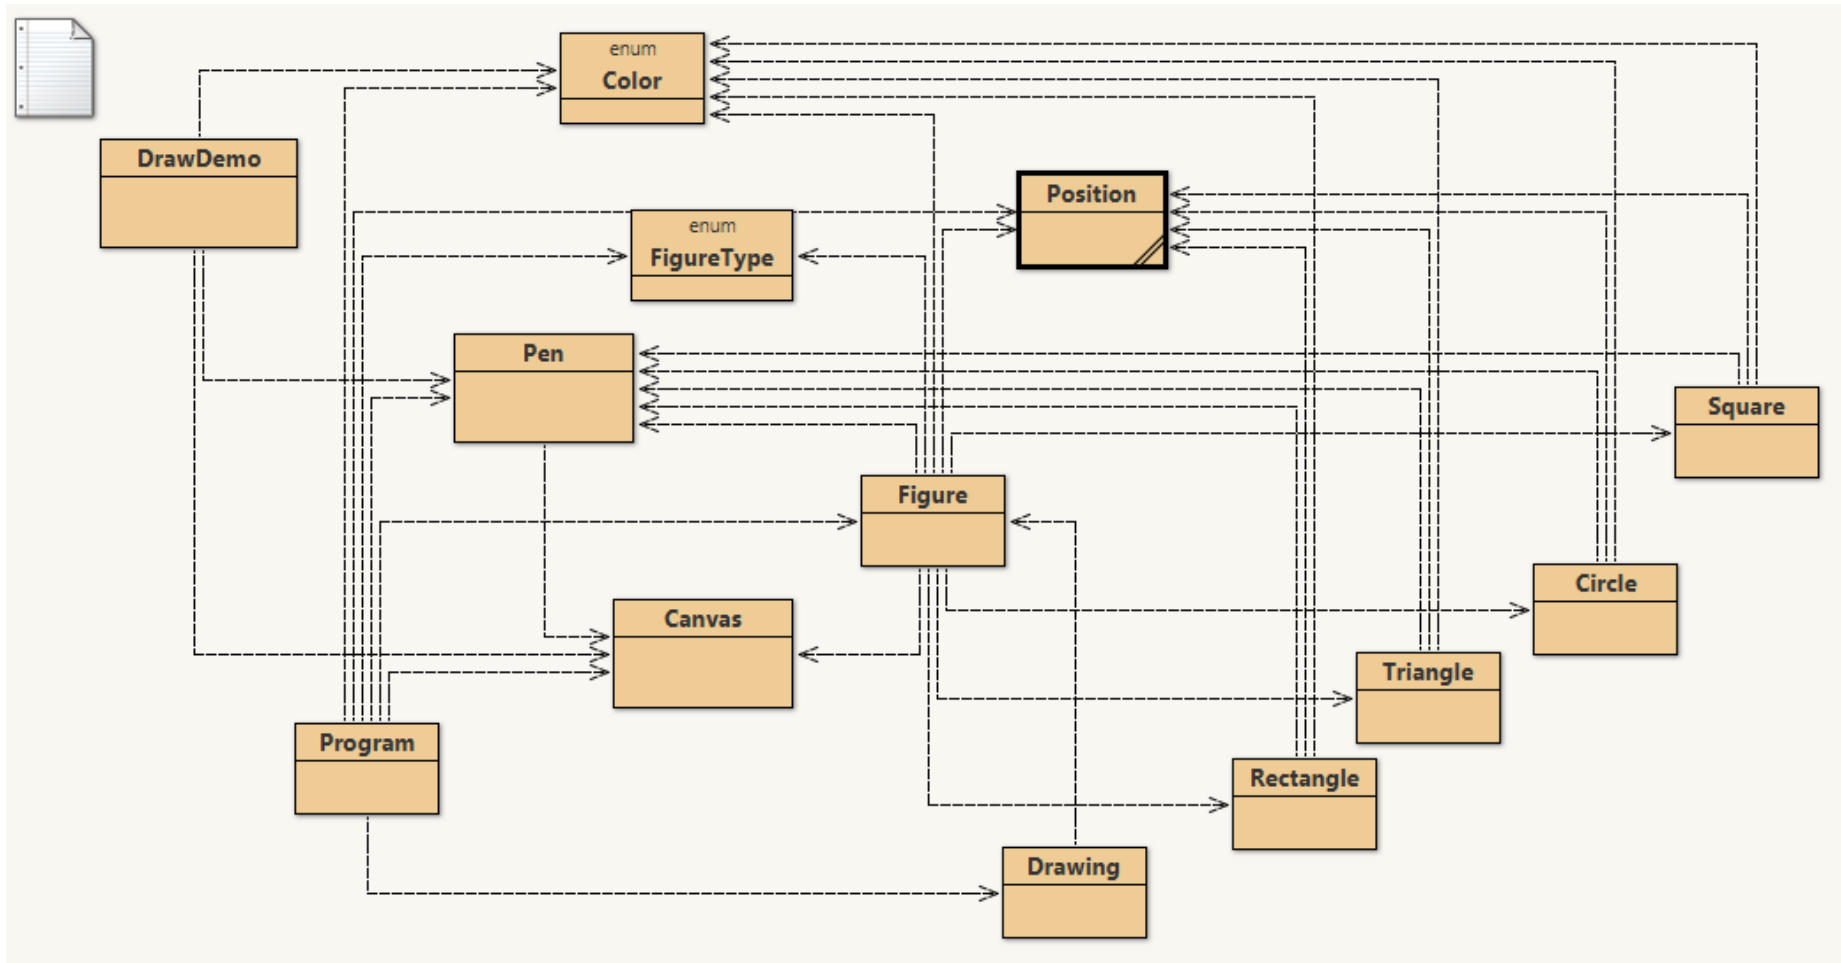 enum
Color
DrawDemo
Position
enum
FigureType
Pen
Square
Figure
Circle
Canvas
Triangle
Program
Rectangle
Drawing